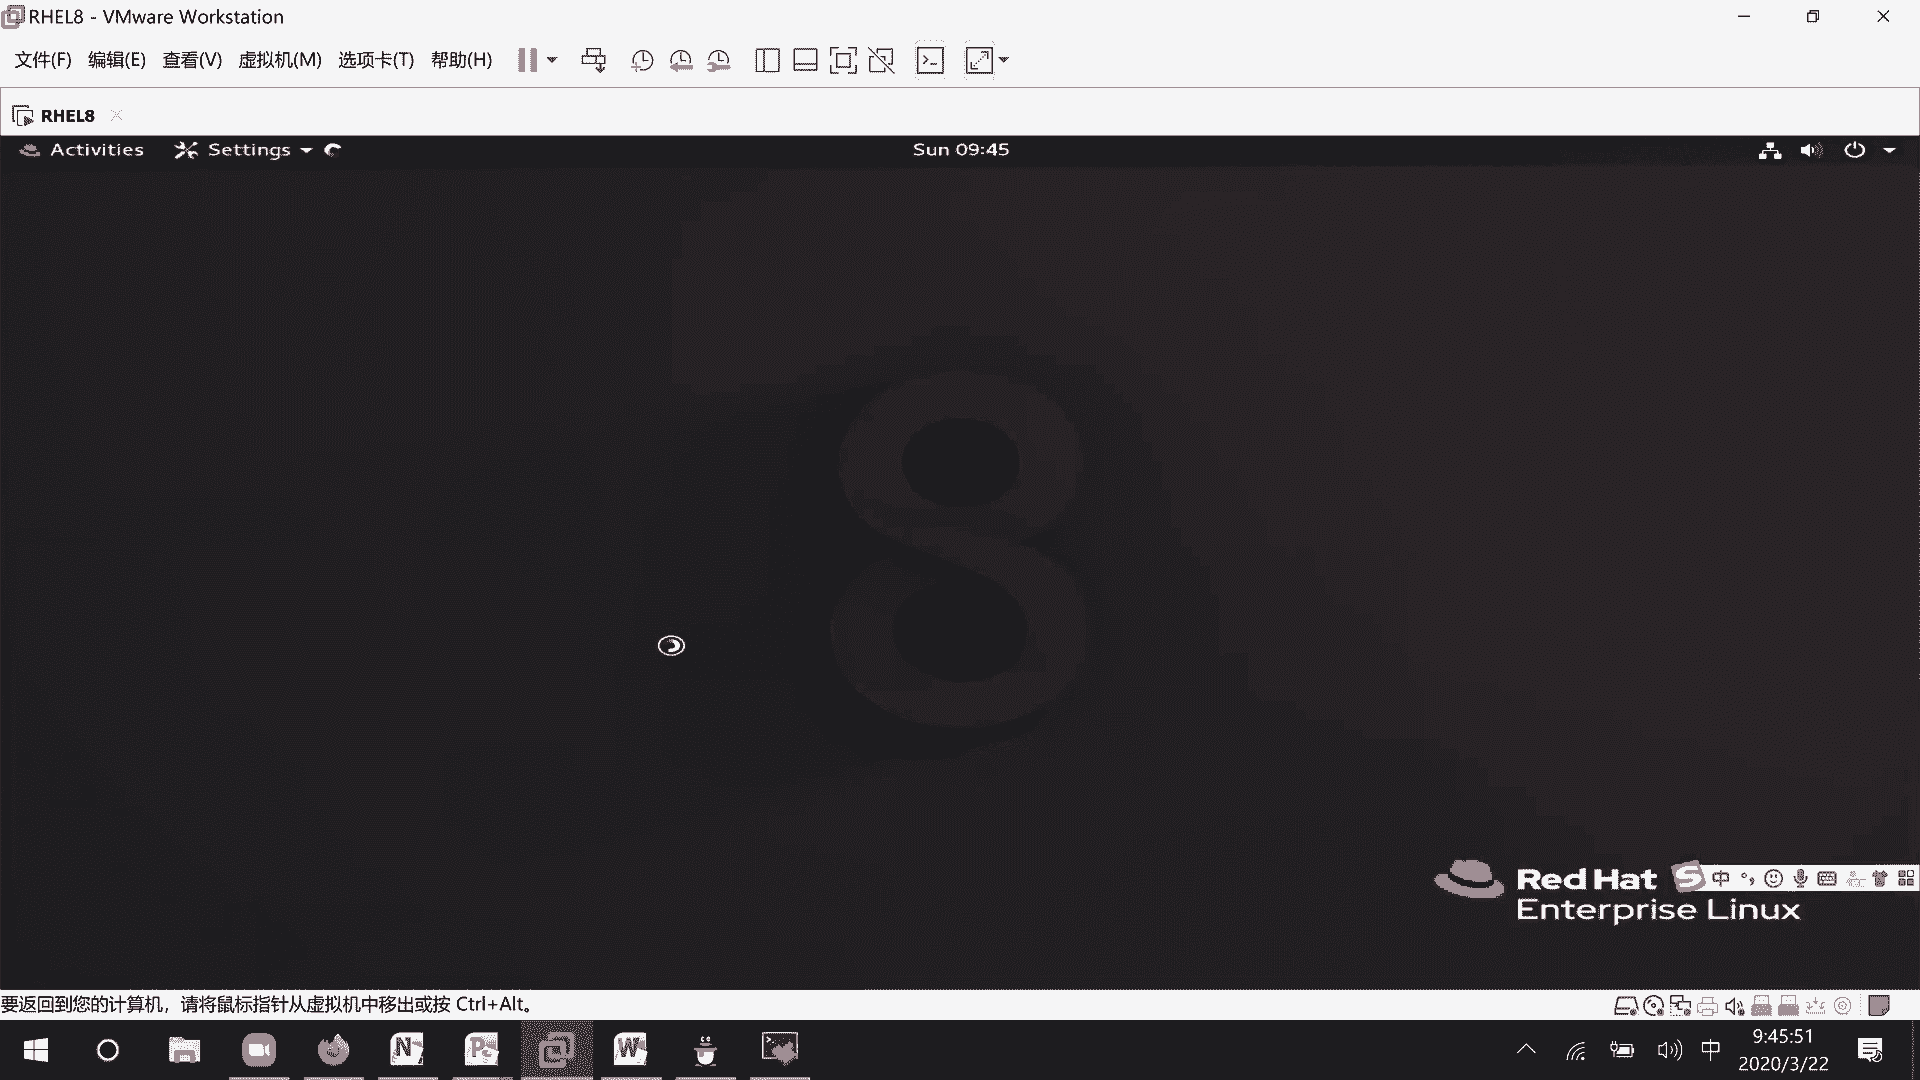 RHEL8 - VMware Workstation
文件(F) 编辑(E) 查看(V) 虚拟机(M) 选项卡(T) 帮助(H)
RHEL8
Activities Settings Sun 09:45
Red Hat
Enterprise Linux
中
要返回到您的计算机，请将鼠标指针从虚拟机中移出或按 Ctrl+Alt。
中
9:45:51
2020/3/22